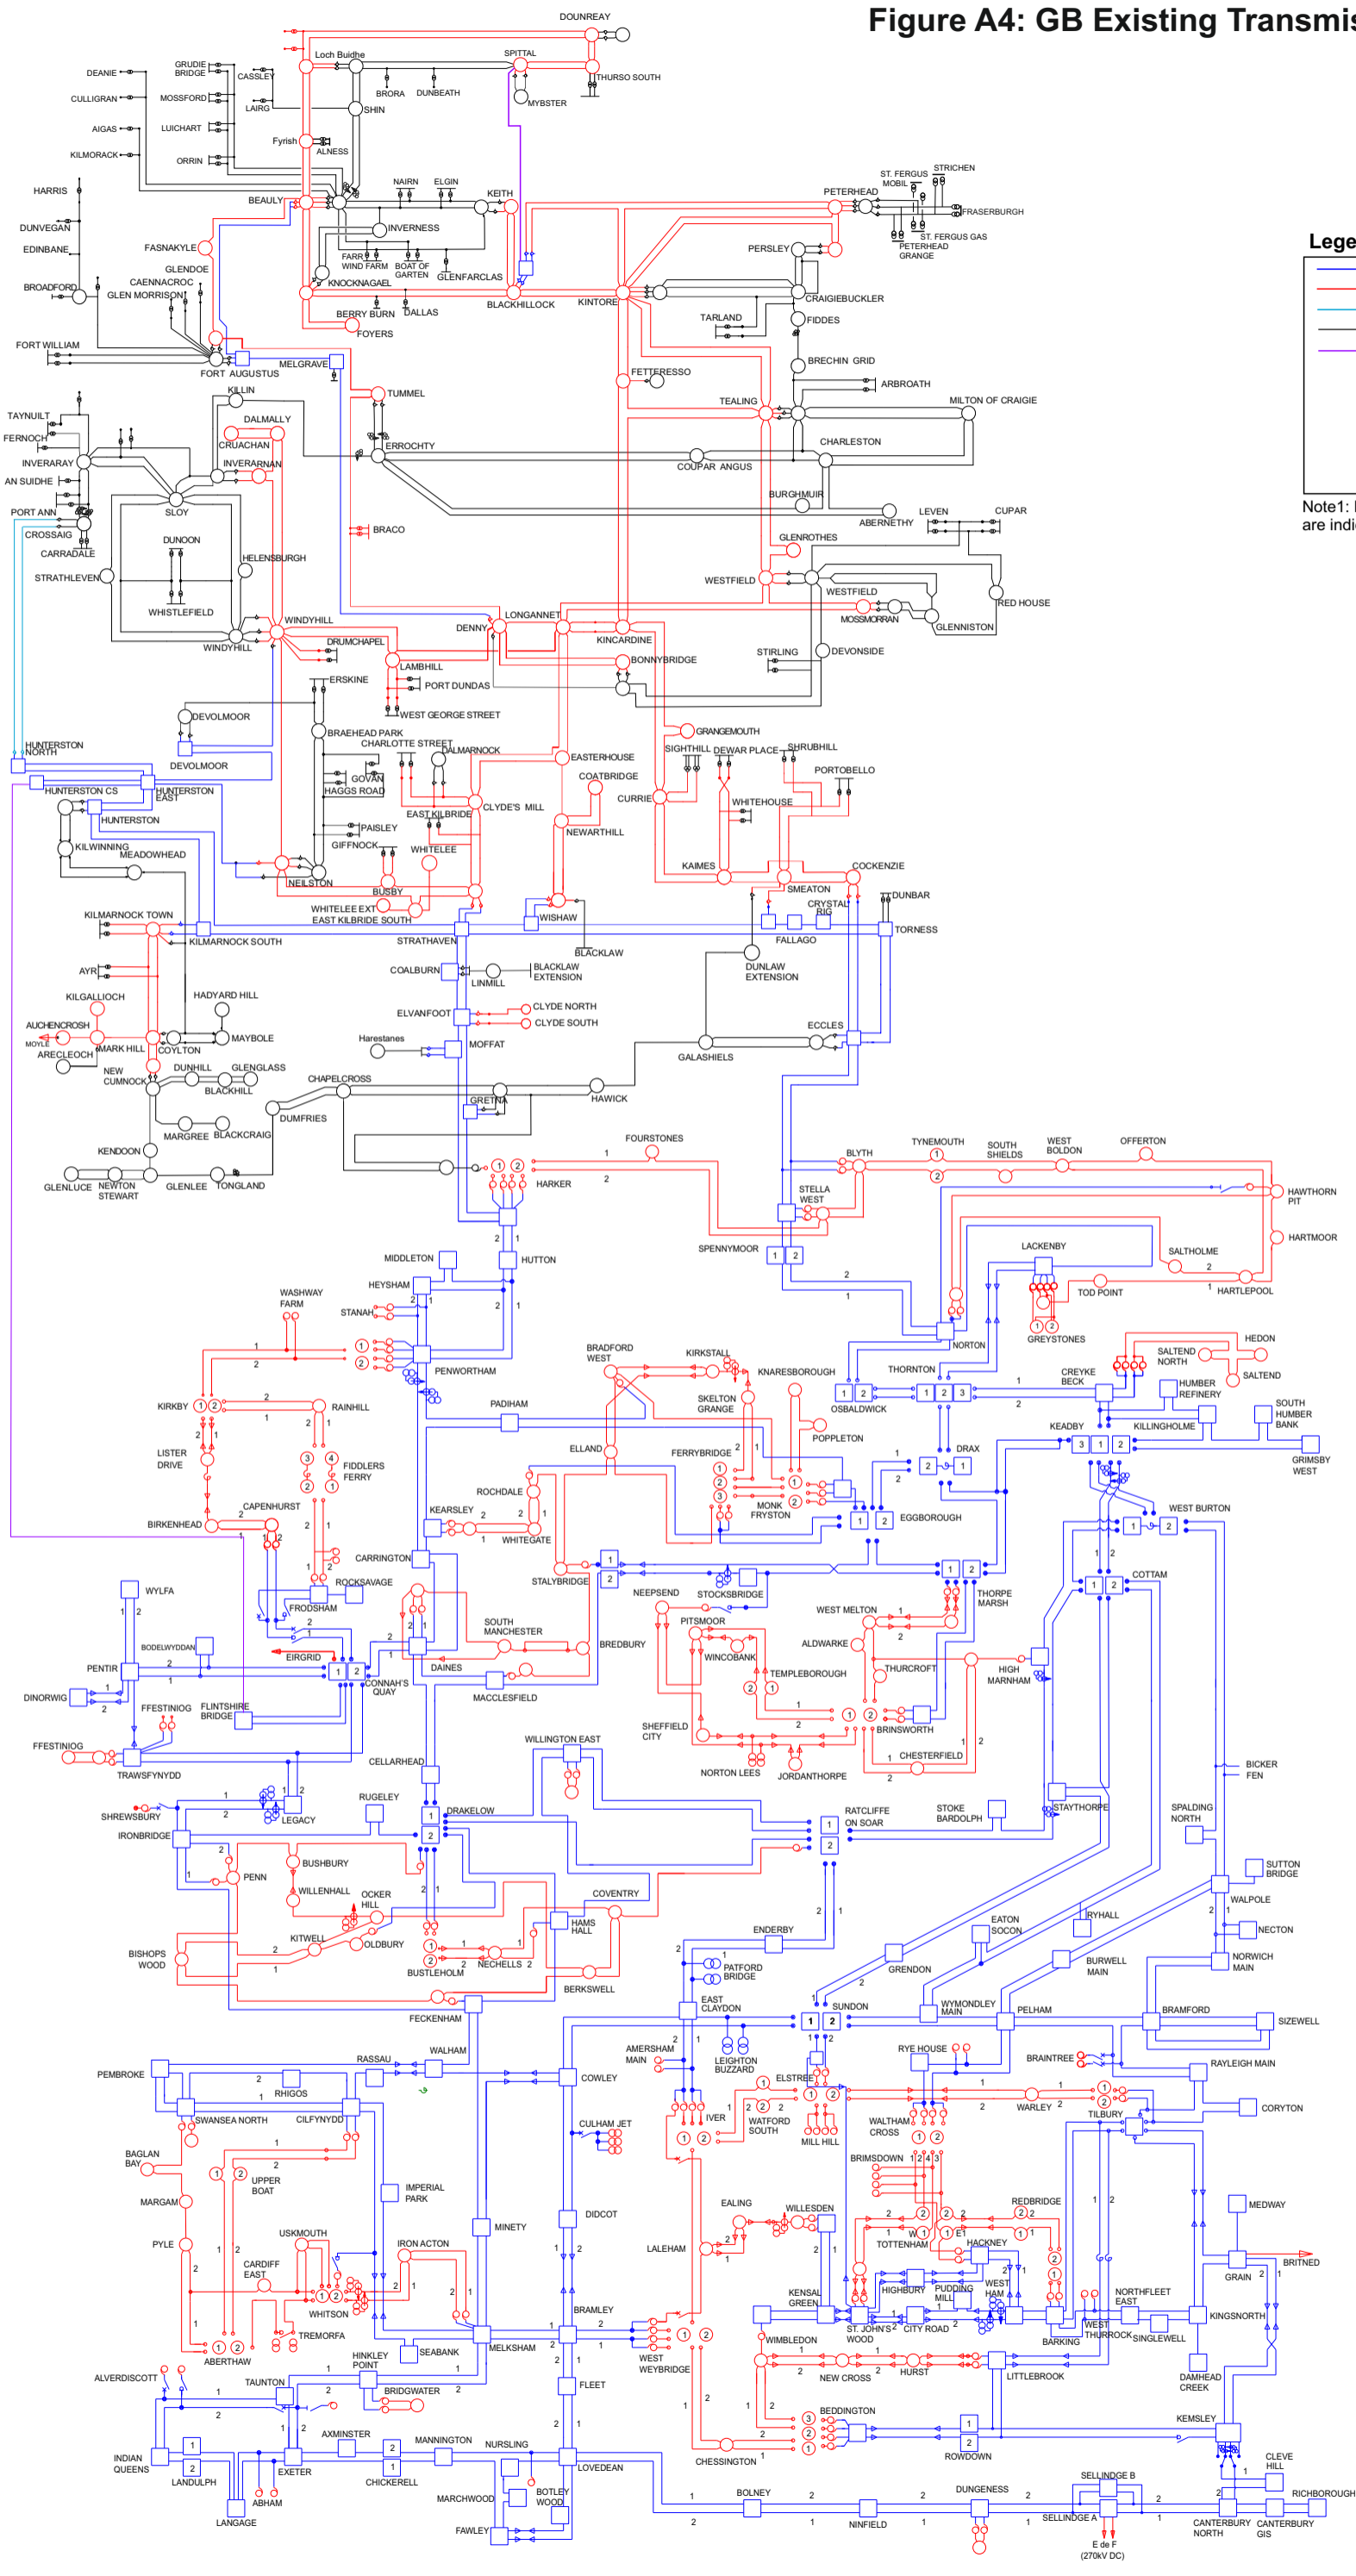 Figure A4: GB Existing Transmis
DOUNREAY
Loch Buidhe
SPITTAL
GRUDIE
BRIDGE
DEANIE
CASSLEY
THURSO SOUTH
BRORA
DUNBEATH
CULLIGRAN
MOSSFORD
MYBSTER
LAIRG
SHIN
AIGAS
LUICHART
Fyrish
ALNESS
KILMORACK
ORRIN
NAIRN
ELGIN
KEITH
HARRIS
BEAULY
PETERHEAD
ST. FERGUS
MOBIL
STRICHEN
FRASERBURGH
DUNVEGAN
INVERNESS
ST. FERGUS GAS
PETERHEAD
GRANGE
EDINBANE
FASNAKYLE
FARR
WIND FARM
BOAT OF
GARTEN
GLENFARCLAS
PERSLEY
Lege
GLENDOE
CAENNACROC
KNOCKNAGAEL
BROADFORD
GLEN MORRISON
BLACKHILLOCK
KINTORE
CRAIGIEBUCKLER
BERRY BURN
DALLAS
FOYERS
TARLAND
FIDDES
FORT WILLIAM
FORT AUGUSTUS
MELGRAVE
BRECHIN GRID
FETTERESSO
ARBROATH
KILLIN
TUMMEL
TEALING
MILTON OF CRAIGIE
TAYNUILT
DALMALLY
FERNOCH
CRUACHAN
ERROCHTY
CHARLESTON
INVERARAY
INVERARNAN
COUPAR ANGUS
AN SUIDHE
BURGHMUIR
PORT ANN
SLOY
ABERNETHY
LEVEN
CUPAR
Note1:
are indi
CROSSAIG
BRACO
CARRADALE
DUNOON
HELENSBURGH
GLENROTHES
STRATHLEVEN
WESTFIELD
WESTFIELD
WHISTLEFIELD
RED HOUSE
MOSSMORRAN
GLENNISTON
WINDYHILL
LONGANNET
DENNY
KINCARDINE
WINDYHILL
DRUMCHAPEL
LAMBHILL
BONNYBRIDGE
STIRLING
DEVONSIDE
ERSKINE
PORT DUNDAS
WEST GEORGE STREET
DEVOLMOOR
BRAEHEAD PARK
GRANGEMOUTH
HUNTERSTON
NORTH
CHARLOTTE STREET
DALMARNOCK
SIGHTHILL
DEWAR PLACE
SHRUBHILL
EASTERHOUSE
DEVOLMOOR
GOVAN
HAGGS ROAD
COATBRIDGE
PORTOBELLO
HUNTERSTON CS
HUNTERSTON
EAST
CURRIE
WHITEHOUSE
HUNTERSTON
EAST KILBRIDE
CLYDE'S MILL
PAISLEY
NEWARTHILL
KILWINNING
GIFFNOCK
WHITELEE
MEADOWHEAD
KAIMES
COCKENZIE
NEILSTON
BUSBY
SMEATON
DUNBAR
WHITELEE EXT
CRYSTAL
RIG
EAST KILBRIDE SOUTH
KILMARNOCK TOWN
WISHAW
KILMARNOCK SOUTH
STRATHAVEN
FALLAGO
TORNESS
BLACKLAW
AYR
COALBURN
LINMILL
BLACKLAW
EXTENSION
DUNLAW
EXTENSION
KILGALLIOCH
HADYARD HILL
CLYDE NORTH
ELVANFOOT
CLYDE SOUTH
AUCHENCROSH
MOYLE
MARK HILL
COYLTON
MAYBOLE
ECCLES
ARECLEOCH
Harestanes
MOFFAT
GALASHIELS
NEW
CUMNOCK
DUNHILL
GLENGLASS
BLACKHILL
CHAPELCROSS
GRETNA
HAWICK
DUMFRIES
MARGREE
BLACKCRAIG
KENDOON
FOURSTONES
GLENLUCE
NEWTON
STEWART
GLENLEE
TONGLAND
HARKER
BLYTH
TYNEMOUTH
SOUTH
SHIELDS
WEST
BOLDON
OFFERTON
STELLA
WEST
HAWTHORN
PIT
SPENNYMOOR
HARTMOOR
MIDDLETON
HUTTON
LACKENBY
HEYSHAM
SALTHOLME
TOD POINT
HARTLEPOOL
WASHWAY
FARM
STANAH
GREYSTONES
NORTON
PENWORTHAM
BRADFORD
WEST
KIRKSTALL
KNARESBOROUGH
THORNTON
SALTEND
NORTH
HEDON
SALTEND
CREYKE
BECK
HUMBER
REFINERY
KIRKBY
RAINHILL
PADIHAM
SKELTON
GRANGE
OSBALDWICK
POPPLETON
KEADBY
KILLINGHOLME
SOUTH
HUMBER
BANK
LISTER
DRIVE
ELLAND
FERRYBRIDGE
DRAX
GRIMSBY
WEST
FIDDLERS
FERRY
ROCHDALE
MONK
FRYSTON
CAPENHURST
KEARSLEY
WHITEGATE
EGGBOROUGH
WEST BURTON
BIRKENHEAD
CARRINGTON
STALYBRIDGE
COTTAM
WYLFA
ROCKSAVAGE
STOCKSBRIDGE
THORPE
MARSH
FRODSHAM
NEEPSEND
SOUTH
MANCHESTER
PITSMOOR
WEST MELTON
BODELWYDDAN
BREDBURY
WINCOBANK
ALDWARKE
EIRGRID
PENTIR
DAINES
TEMPLEBOROUGH
THURCROFT
HIGH
MARNHAM
CONNAH'S
QUAY
MACCLESFIELD
DINORWIG
FFESTINIOG
FLINTSHIRE
BRIDGE
BRINSWORTH
SHEFFIELD
CITY
FFESTINIOG
WILLINGTON EAST
CHESTERFIELD
TRAWSFYNYDD
CELLARHEAD
NORTON LEES
JORDANTHORPE
BICKER
FEN
SHREWSBURY
LEGACY
RUGELEY
DRAKELOW
RATCLIFFE
ON SOAR
STOKE
BARDOLPH
STAYTHORPE
SPALDING
NORTH
IRONBRIDGE
BUSHBURY
PENN
SUTTON
BRIDGE
WILLENHALL
OCKER
HILL
COVENTRY
WALPOLE
HAMS
HALL
ENDERBY
RYHALL
EATON
SOCON
NECTON
KITWELL
OLDBURY
BISHOPS
WOOD
BUSTLEHOLM
NECHELLS
GRENDON
BURWELL
MAIN
NORWICH
MAIN
PATFORD
BRIDGE
BERKSWELL
FECKENHAM
EAST
CLAYDON
SUNDON
WYMONDLEY
MAIN
PELHAM
BRAMFORD
SIZEWELL
WALHAM
RASSAU
AMERSHAM
MAIN
LEIGHTON
BUZZARD
RYE HOUSE
BRAINTREE
RAYLEIGH MAIN
PEMBROKE
RHIGOS
COWLEY
ELSTREE
WARLEY
SWANSEA NORTH
CILFYNYDD
CULHAM JET
IVER
WATFORD
SOUTH
MILL HILL
WALTHAM
CROSS
TILBURY
CORYTON
BAGLAN
BAY
UPPER
BOAT
BRIMSDOWN
MARGAM
IMPERIAL
PARK
DIDCOT
EALING
WILLESDEN
REDBRIDGE
MEDWAY
PYLE
USKMOUTH
IRON ACTON
MINETY
LALEHAM
TOTTENHAM
HACKNEY
BRITNED
GRAIN
CARDIFF
EAST
HIGHBURY
PUDDING
MILL
WEST
HAM
WHITSON
KENSAL
GREEN
NORTHFLEET
EAST
KINGSNORTH
BRAMLEY
ST. JOHN'S
WOOD
CITY ROAD
BARKING
WEST
THURROCK
SINGLEWELL
TREMORFA
ABERTHAW
SEABANK
MELKSHAM
WEST
WEYBRIDGE
WIMBLEDON
NEW CROSS
HURST
LITTLEBROOK
DAMHEAD
CREEK
ALVERDISCOTT
HINKLEY
POINT
TAUNTON
BRIDGWATER
FLEET
BEDDINGTON
KEMSLEY
AXMINSTER
MANNINGTON
NURSLING
CHESSINGTON
ROWDOWN
INDIAN
QUEENS
LANDULPH
EXETER
CHICKERELL
LOVEDEAN
CLEVE
HILL
SELLINDGE B
ABHAM
LANGAGE
MARCHWOOD
BOTLEY
WOOD
BOLNEY
DUNGENESS
RICHBOROUGH
FAWLEY
NINFIELD
SELLINDGE A
CANTERBURY
NORTH
CANTERBURY
GIS
E de F
(270kV DC)